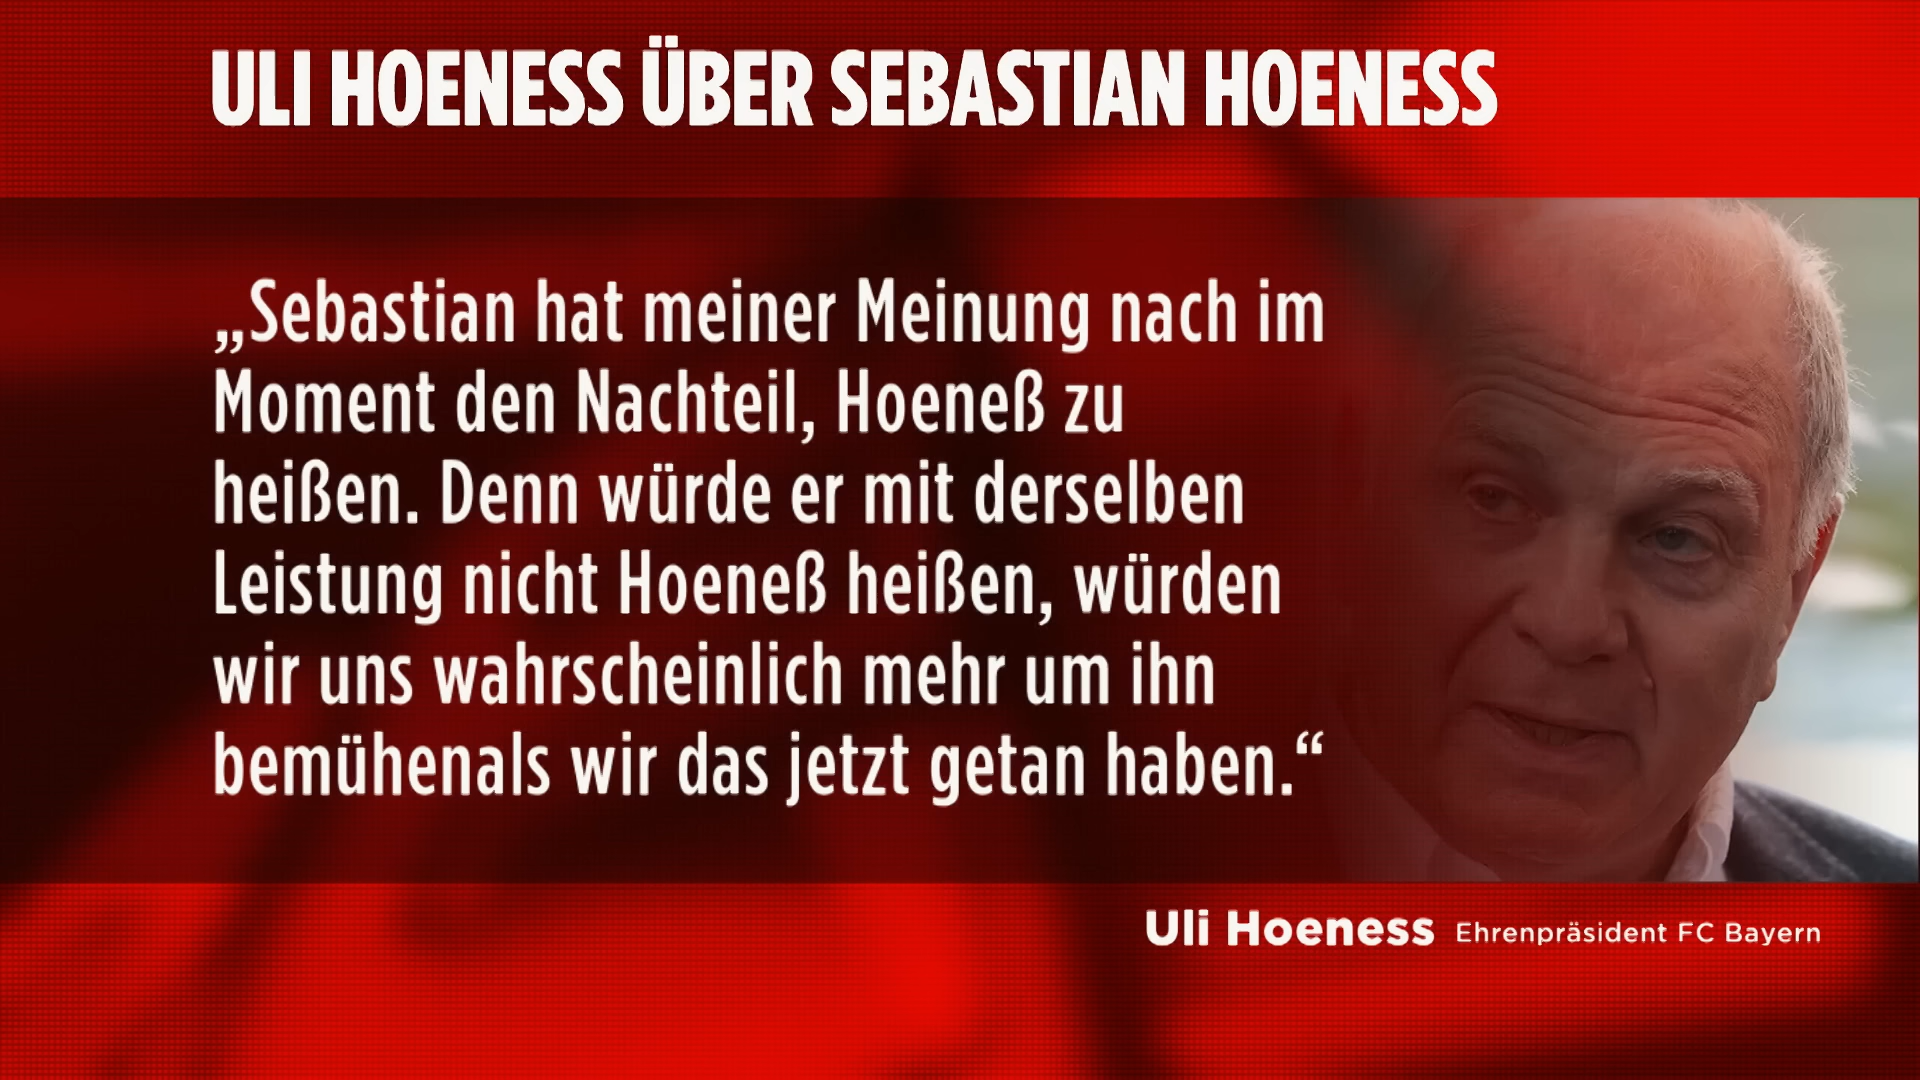 ULI HOENESS ÜBER SEBASTIAN HOENESS
„Sebastian hat meiner Meinung nach im
Moment den Nachteil, Hoeneß zu
heißen. Denn würde er mit derselben
Leistung nicht Hoeneß heißen, würden
wir uns wahrscheinlich mehr um ihn
bemühenals wir das jetzt getan haben.“
Uli Hoeness Ehrenpräsident FC Bayern